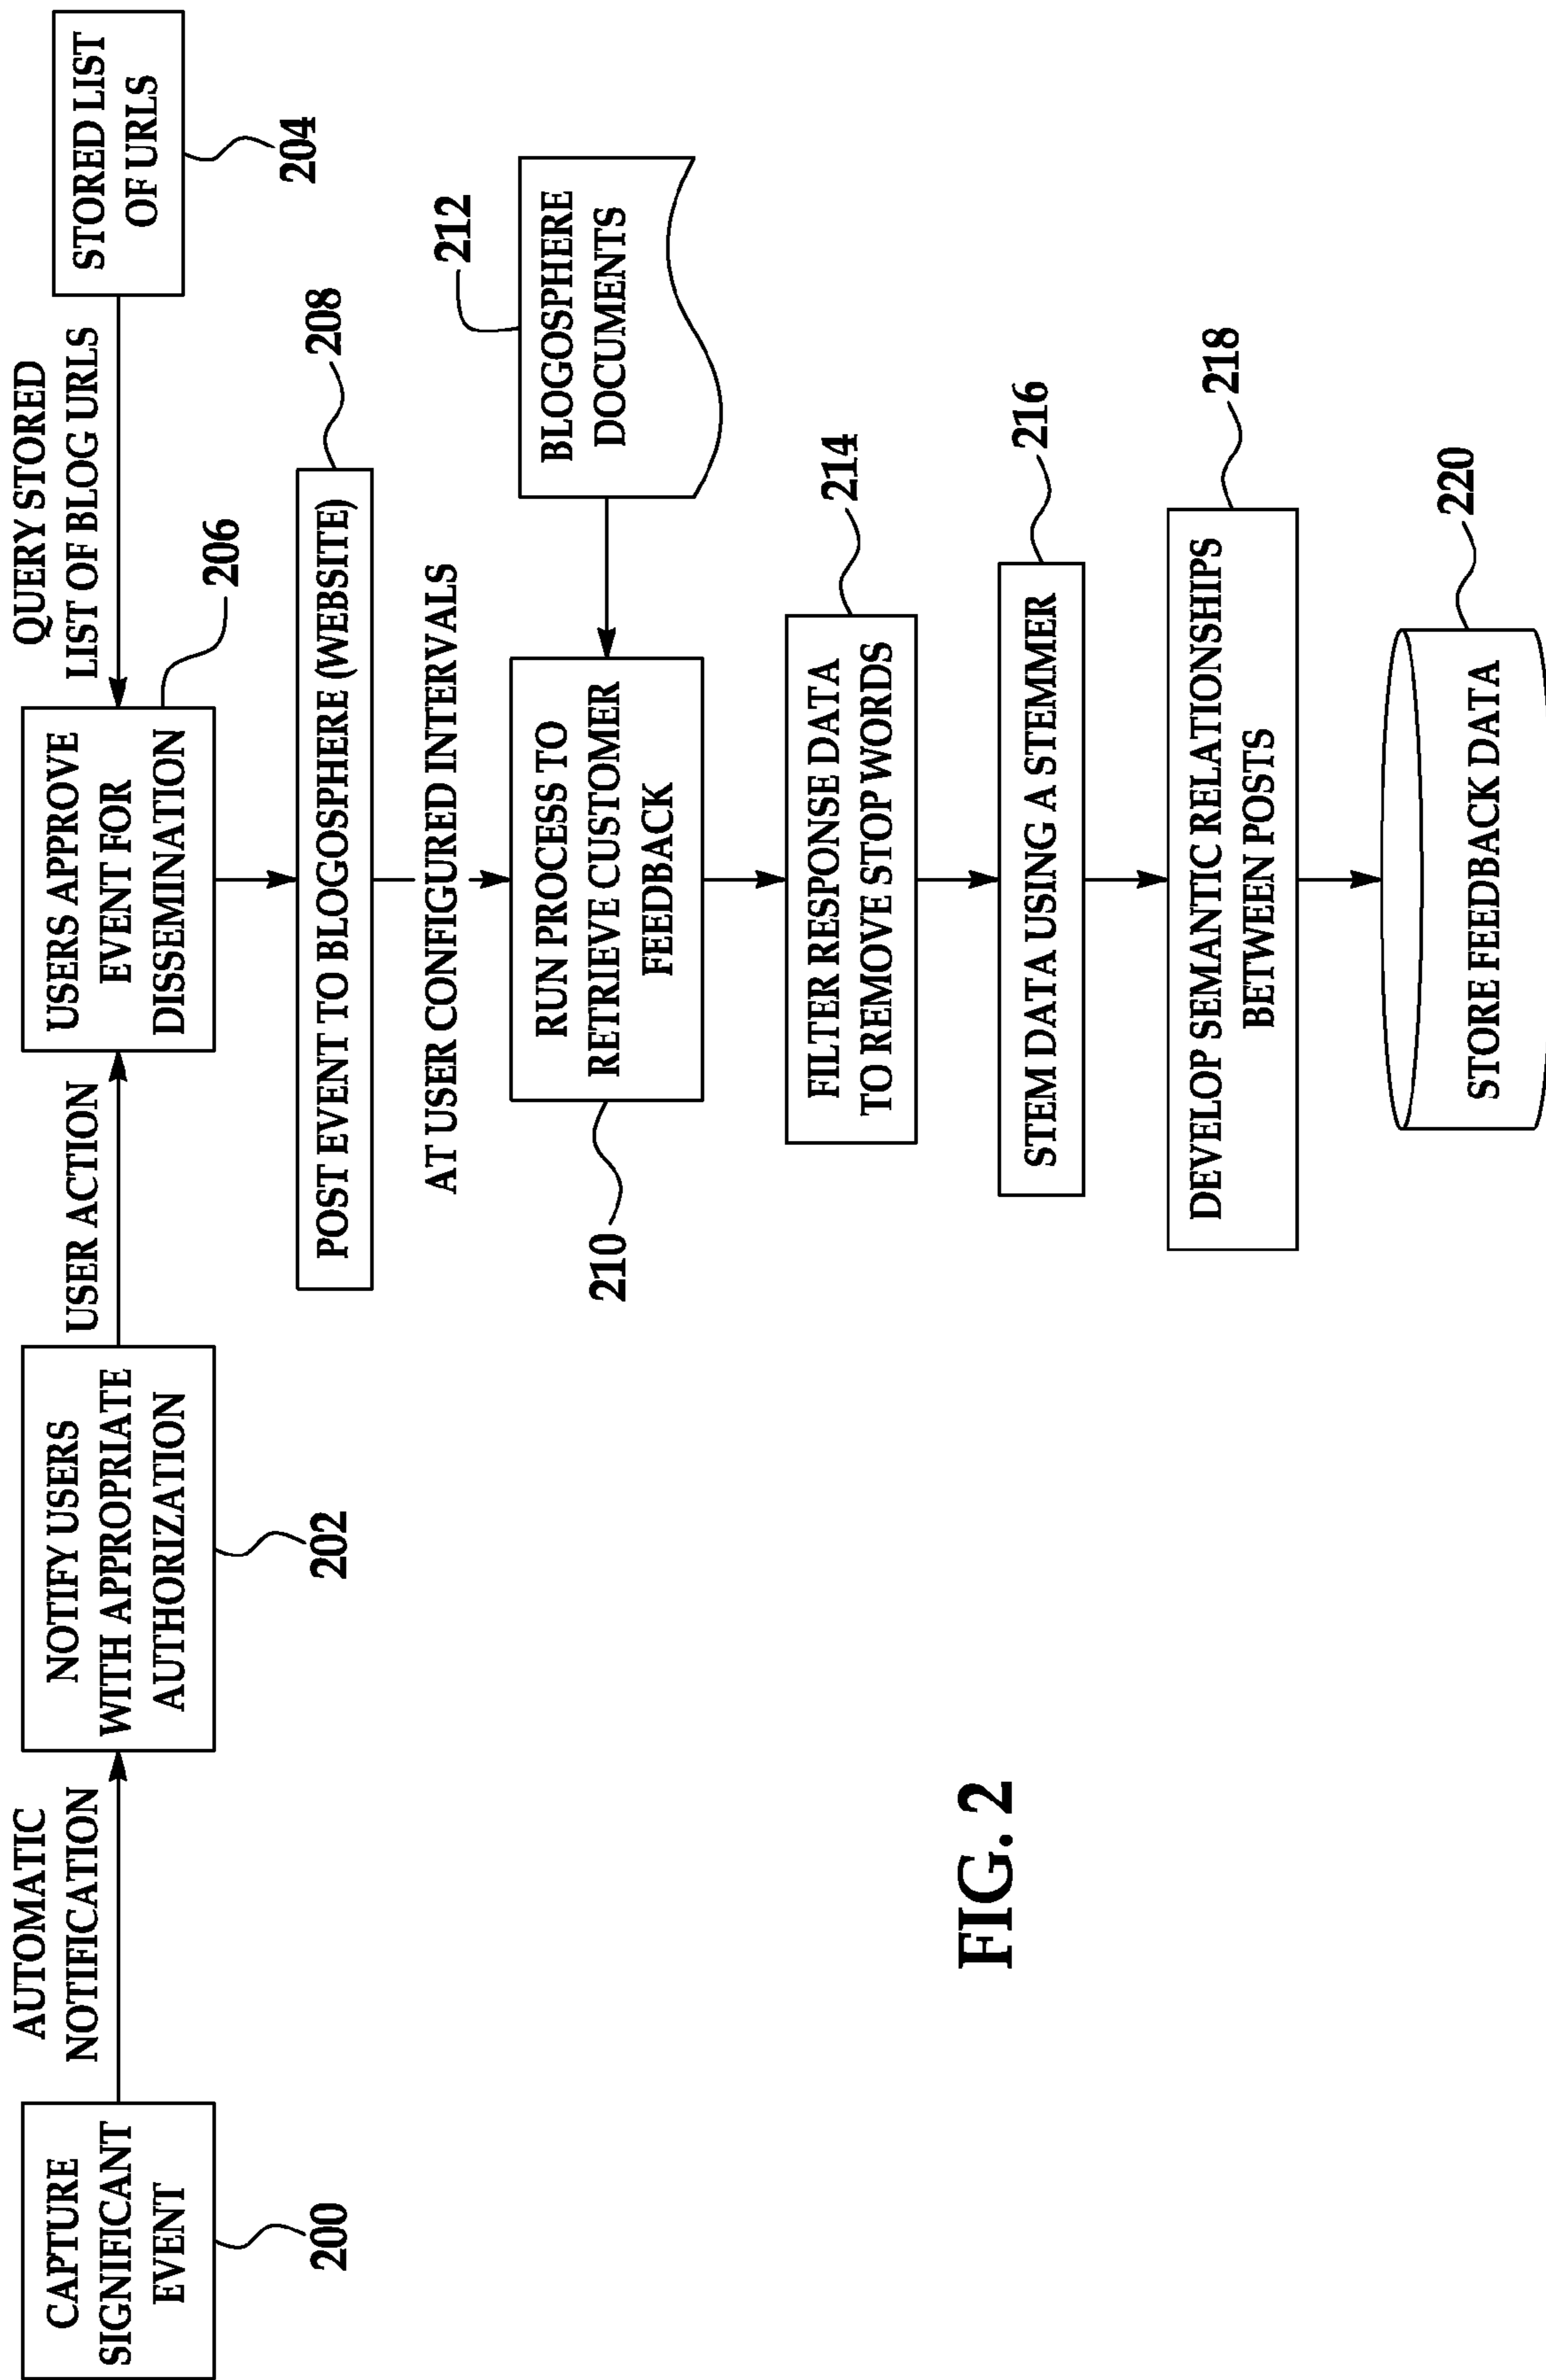 CAPTURE
SIGNIFICANT
EVENT
200
AUTOMATIC
NOTIFICATION
NOTIFY USERS
WITH APPROPRIATE
AUTHORIZATION
202
USER ACTION
USERS APPROVE
EVENT FOR
DISSEMINATION
206
QUERY STORED
LIST OF BLOG URLS
STORED LIST
OF URLS
204
POST EVENT TO BLOGOSPHERE (WEBSITE)
208
AT USER CONFIGURED INTERVALS
RUN PROCESS TO
RETRIEVE CUSTOMER
FEEDBACK
210
BLOGOSPHERE
DOCUMENTS
212
FILTER RESPONSE DATA
TO REMOVE STOP WORDS
214
STEM DATA USING A STEMMER
216
DEVELOP SEMANTIC RELATIONSHIPS
BETWEEN POSTS
218
STORE FEEDBACK DATA
220
FIG. 2